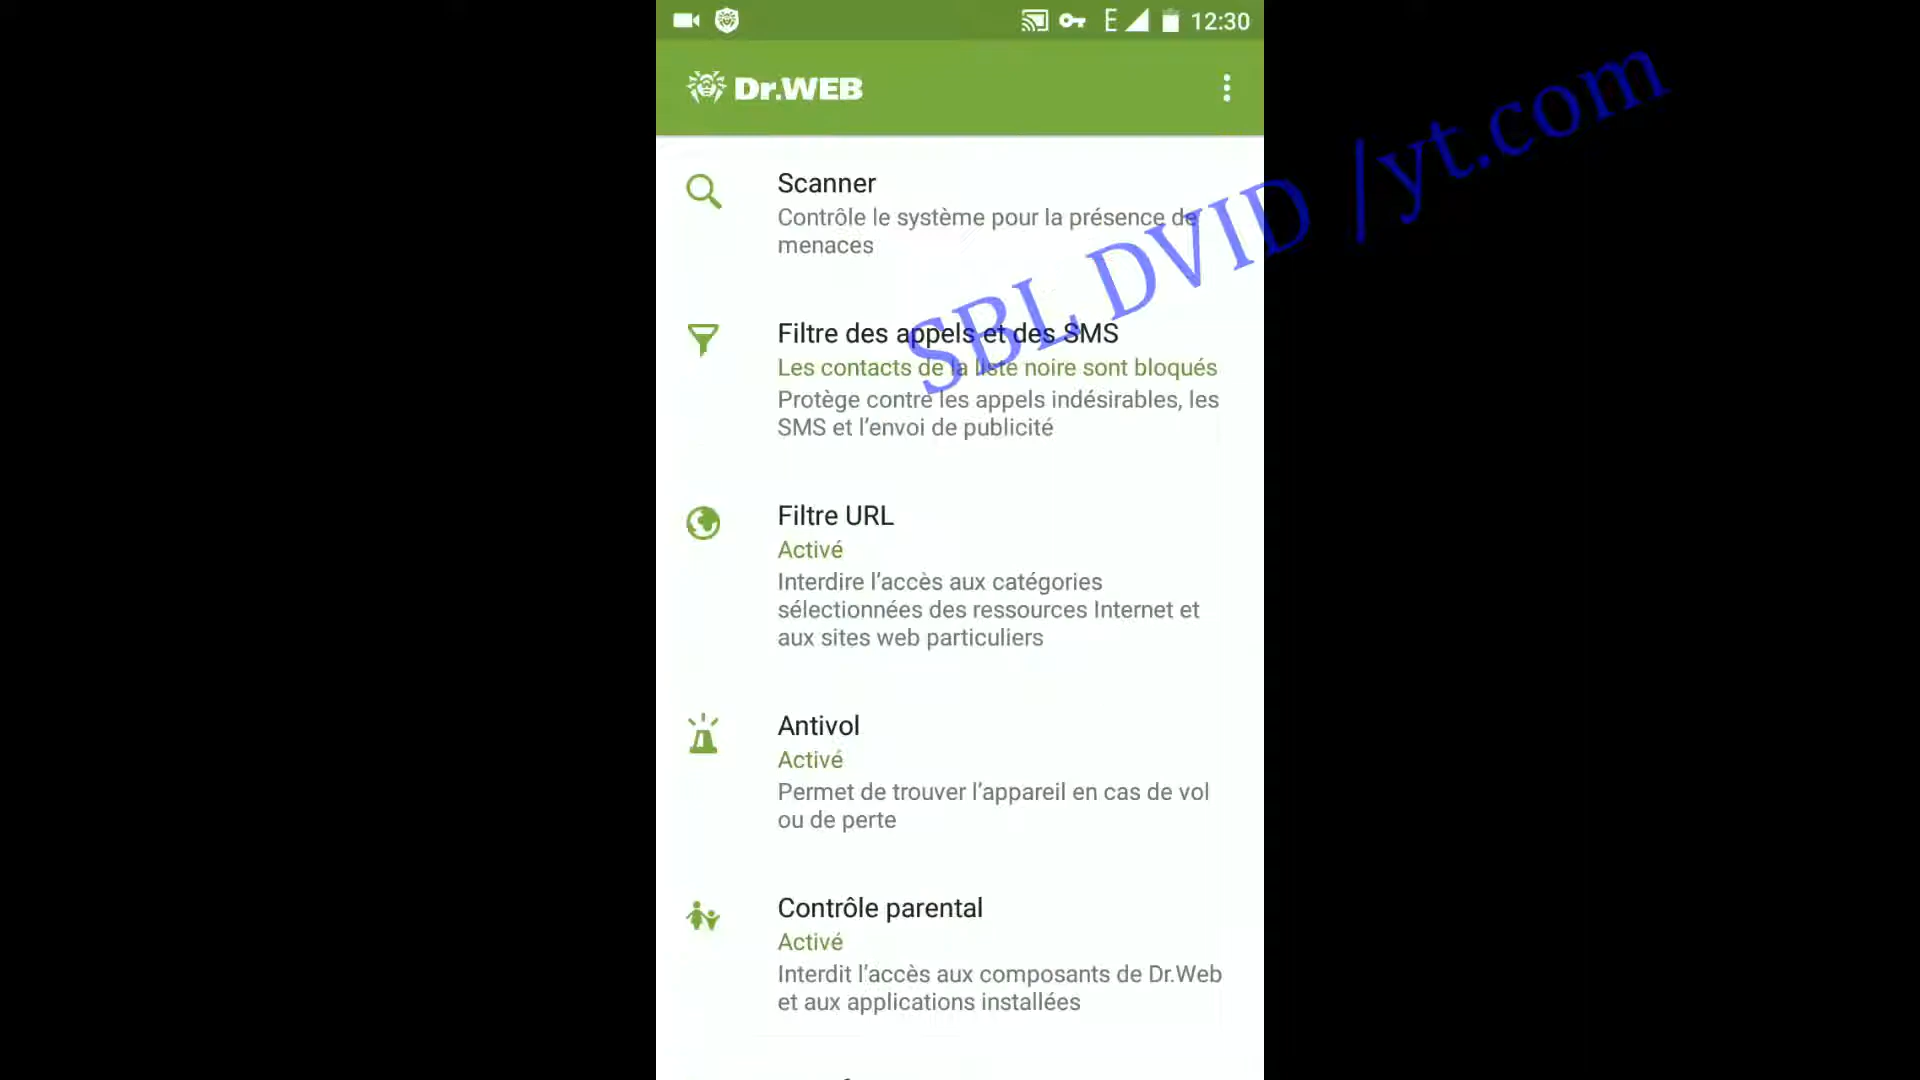 E 12:30
Dr.WEB
Scanner
Contrôle le système pour la présence de
menaces
SBL DVID /yt.com
Filtre des appels et des SMS
Les contacts de la liste noire sont bloqués
Protège contre les appels indésirables, les
SMS et l’envoi de publicité
Filtre URL
Activé
Interdire l’accès aux catégories
sélectionnées des ressources Internet et
aux sites web particuliers
Antivol
Activé
Permet de trouver l’appareil en cas de vol
ou de perte
Contrôle parental
Activé
Interdit l’accès aux composants de Dr.Web
et aux applications installées